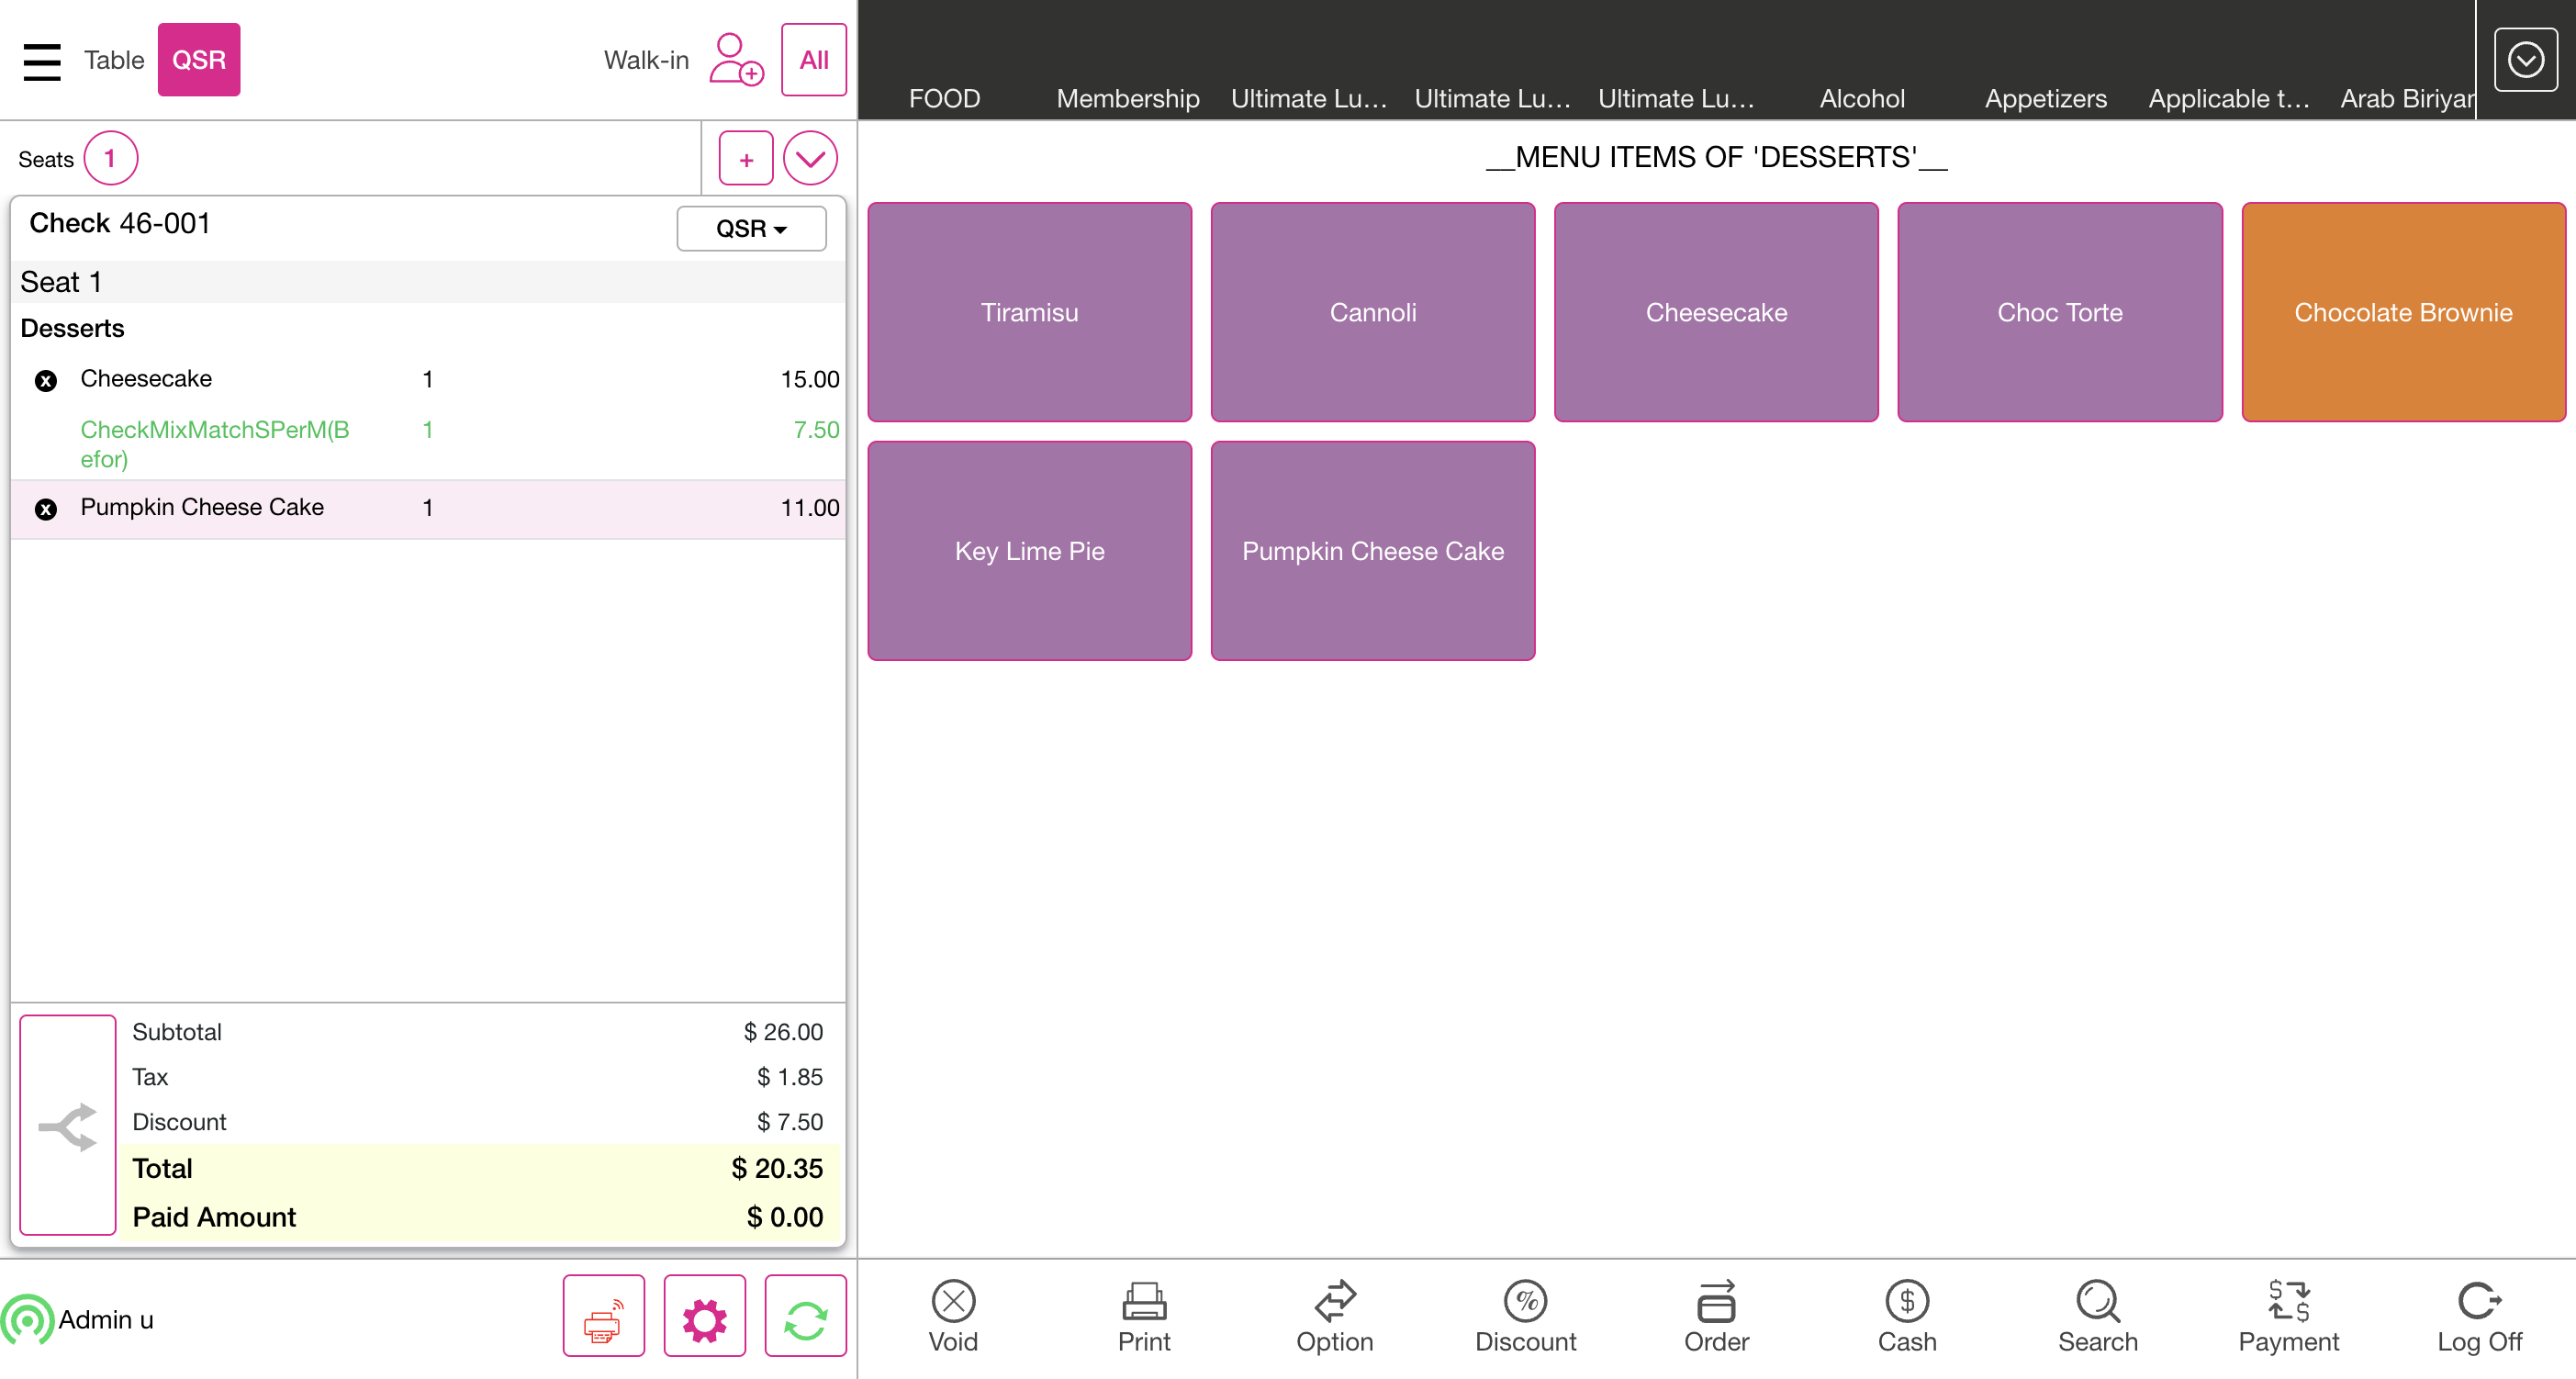 Table
QSR
Walk-in
All
FOOD
Membership
Ultimate Lu...
Ultimate Lu...
Ultimate Lu...
Alcohol
Appetizers
Applicable t...
Arab Biriyar
Seats
1
+
Check 46-001
QSR
Seat 1
Desserts
x Cheesecake 1 15.00
CheckMixMatchSPerM(B 1 7.50
efor)
x Pumpkin Cheese Cake 1 11.00
Subtotal $ 26.00
Tax $ 1.85
Discount $ 7.50
Total $ 20.35
Paid Amount $ 0.00
Admin u
__MENU ITEMS OF 'DESSERTS'__
Tiramisu
Cannoli
Cheesecake
Choc Torte
Chocolate Brownie
Key Lime Pie
Pumpkin Cheese Cake
Void
Print
Option
%
Discount
Order
$
Cash
Search
$
$
Payment
Log Off